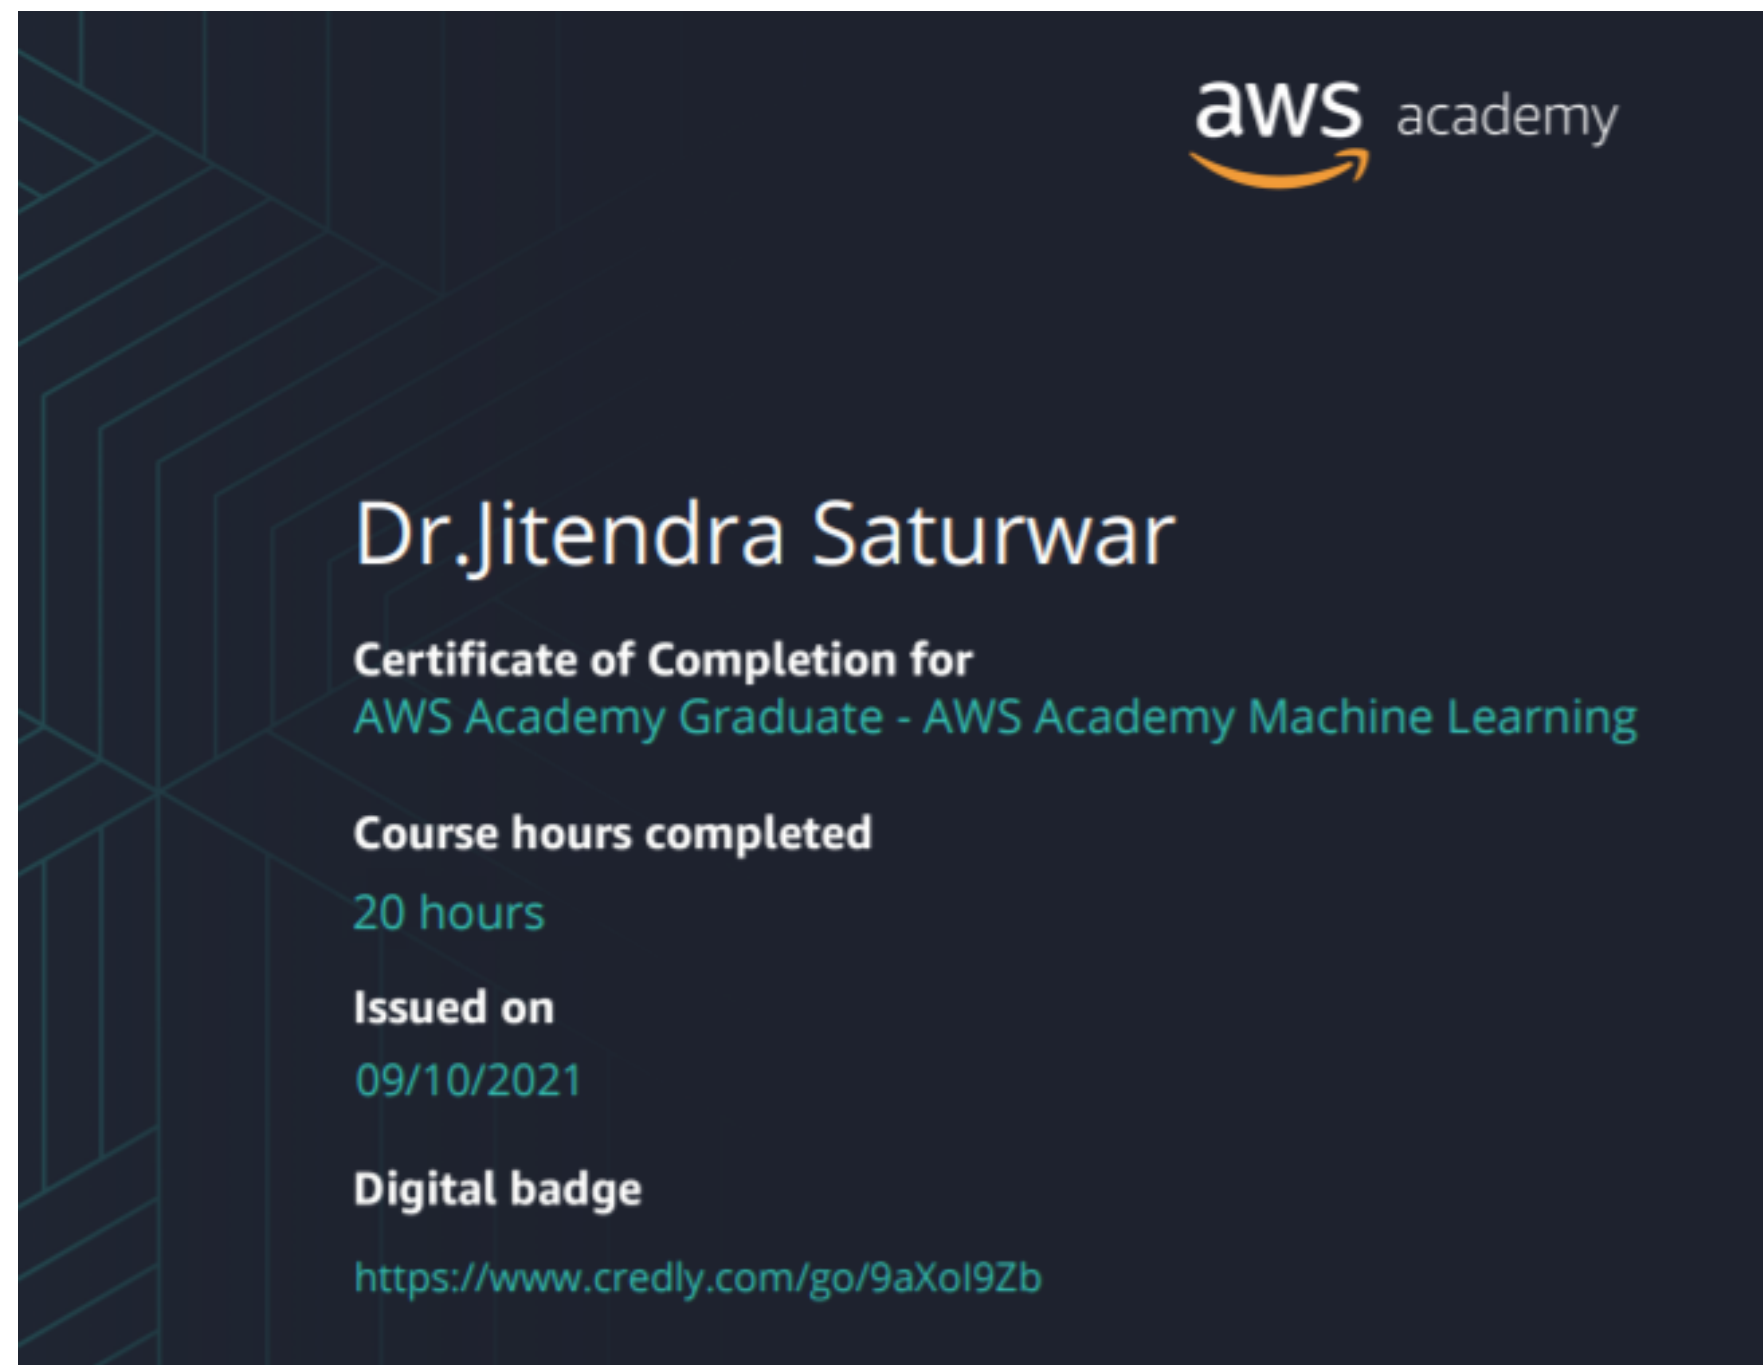 aws academy
Dr.Jitendra Saturwar
Certificate of Completion for
AWS Academy Graduate - AWS Academy Machine Learning
Course hours completed
20 hours
Issued on
09/10/2021
Digital badge
https://www.credly.com/go/9aXoI9Zb